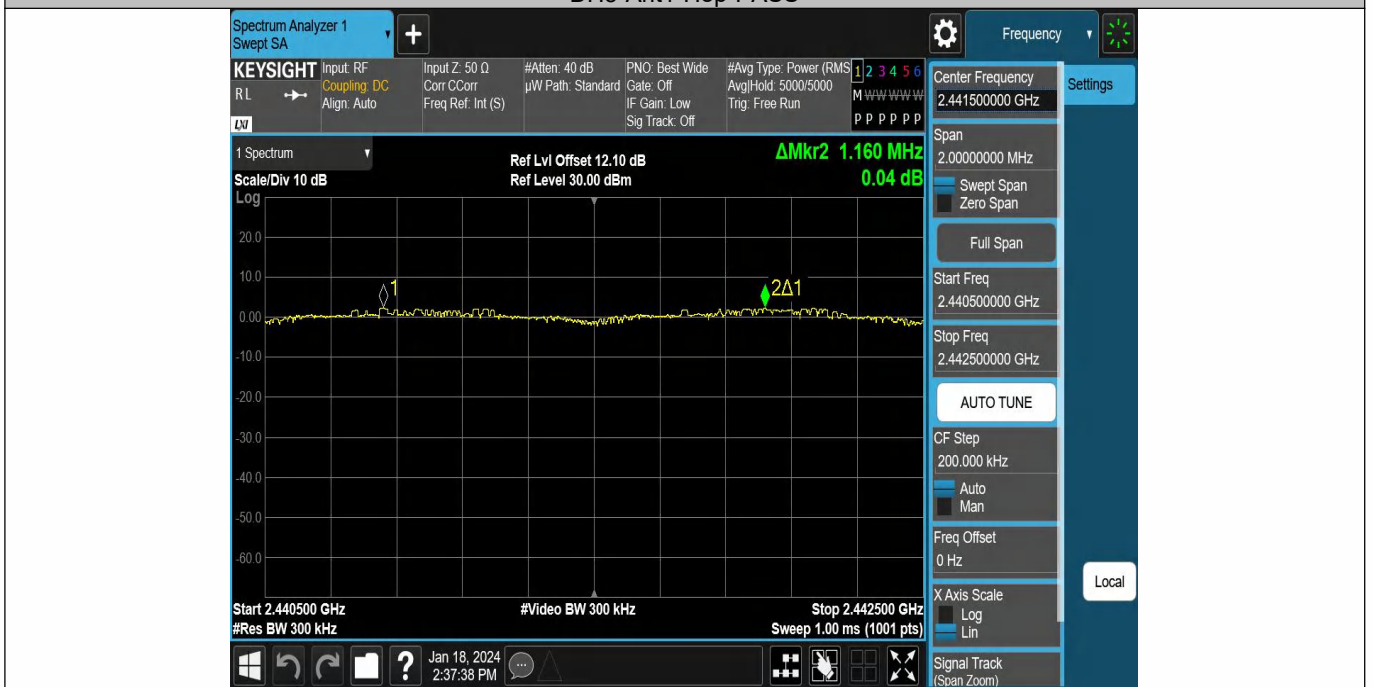 Spectrum Analyzer 1
Swept SA
Frequency
KEYSIGHT
RL
LXI
Input: RF
Coupling: DC
Align: Auto
Input Z: 50 Ω
Corr CCorr
Freq Ref: Int (S)
#Atten: 40 dB
µW Path: Standard
PNO: Best Wide
Gate: Off
IF Gain: Low
Sig Track: Off
#Avg Type: Power (RMS
Avg|Hold: 5000/5000
Trig: Free Run
1 2 3 4 5 6
M W W W W W
P P P P P P
1 Spectrum
Scale/Div 10 dB
Log
Ref Lvl Offset 12.10 dB
Ref Level 30.00 dBm
ΔMkr2 1.160 MHz
0.04 dB
20.0
10.0
0.00
-10.0
-20.0
-30.0
-40.0
-50.0
-60.0
1
2Δ1
Start 2.440500 GHz
#Res BW 300 kHz
#Video BW 300 kHz
Stop 2.442500 GHz
Sweep 1.00 ms (1001 pts)
?
Jan 18, 2024
2:37:38 PM
Center Frequency
2.441500000 GHz
Settings
Span
2.00000000 MHz
Swept Span
Zero Span
Full Span
Start Freq
2.440500000 GHz
Stop Freq
2.442500000 GHz
AUTO TUNE
CF Step
200.000 kHz
Auto
Man
Freq Offset
0 Hz
X Axis Scale
Log
Lin
Local
Signal Track
(Span Zoom)